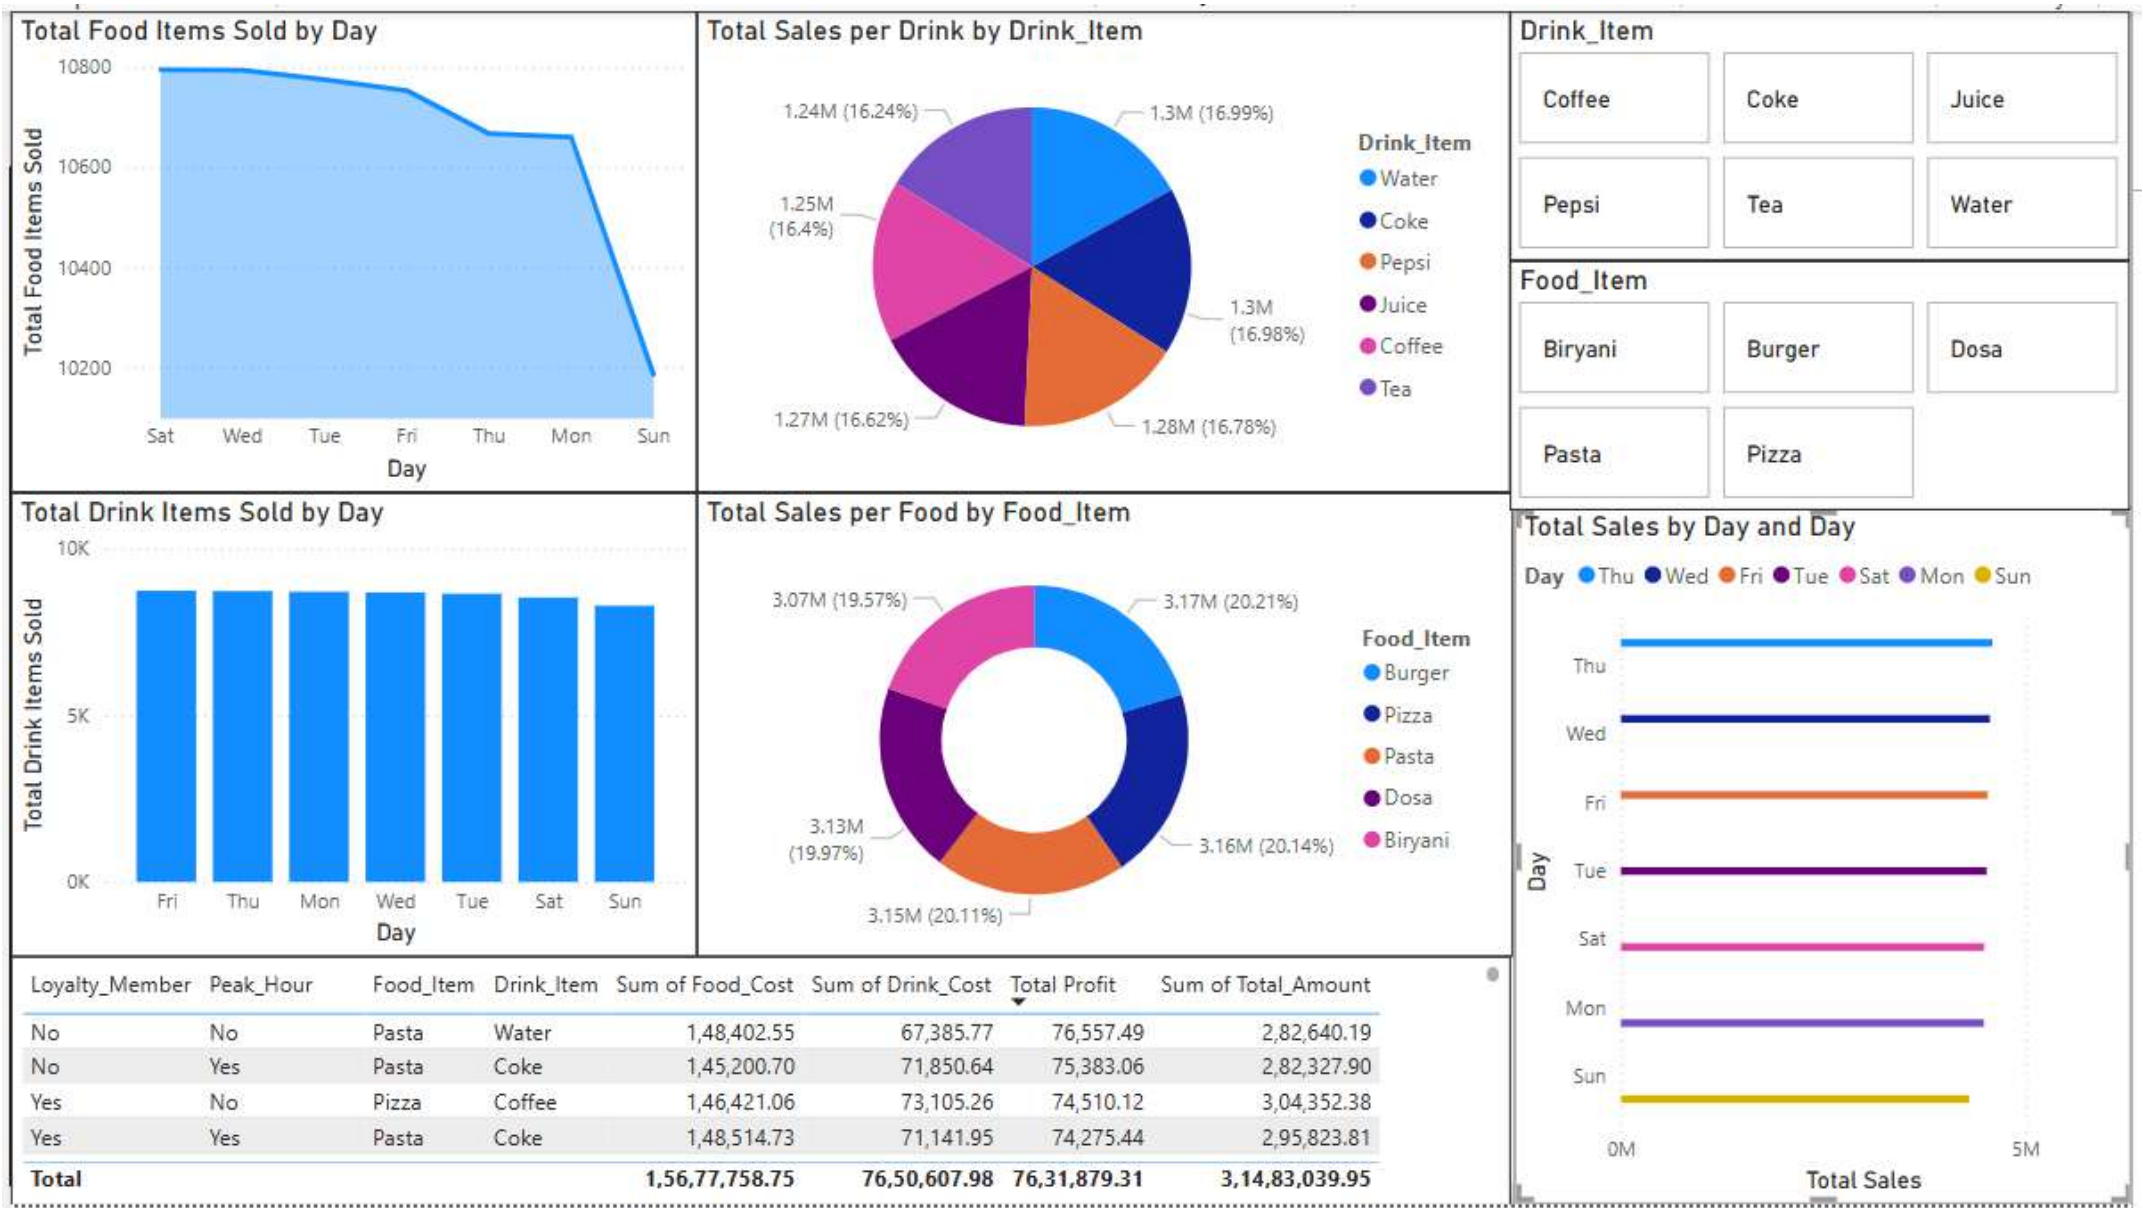 Total Food Items Sold by Day
10800
10600
10400
10200
Total Food Items Sold
Sat Wed Tue Fri Thu Mon Sun
Day
Total Sales per Drink by Drink_Item
1.24M (16.24%)
1.3M (16.99%)
1.25M
(16.4%)
1.3M
(16.98%)
1.27M (16.62%)
1.28M (16.78%)
Drink_Item
Water
Coke
Pepsi
Juice
Coffee
Tea
Drink_Item
Coffee Coke Juice
Pepsi Tea Water
Food_Item
Biryani Burger Dosa
Pasta Pizza
Total Drink Items Sold by Day
10K
5K
0K
Total Drink Items Sold
Fri Thu Mon Wed Tue Sat Sun
Day
Total Sales per Food by Food_Item
3.07M (19.57%)
3.17M (20.21%)
3.13M
(19.97%)
3.16M (20.14%)
3.15M (20.11%)
Food_Item
Burger
Pizza
Pasta
Dosa
Biryani
Total Sales by Day and Day
Day Thu Wed Fri Tue Sat Mon Sun
Thu
Wed
Fri
Tue
Sat
Mon
Sun
Day
0M 5M
Total Sales
Loyalty_Member Peak_Hour Food_Item Drink_Item Sum of Food_Cost Sum of Drink_Cost Total Profit Sum of Total_Amount
No No Pasta Water 1,48,402.55 67,385.77 76,557.49 2,82,640.19
No Yes Pasta Coke 1,45,200.70 71,850.64 75,383.06 2,82,327.90
Yes No Pizza Coffee 1,46,421.06 73,105.26 74,510.12 3,04,352.38
Yes Yes Pasta Coke 1,48,514.73 71,141.95 74,275.44 2,95,823.81
Total 1,56,77,758.75 76,50,607.98 76,31,879.31 3,14,83,039.95